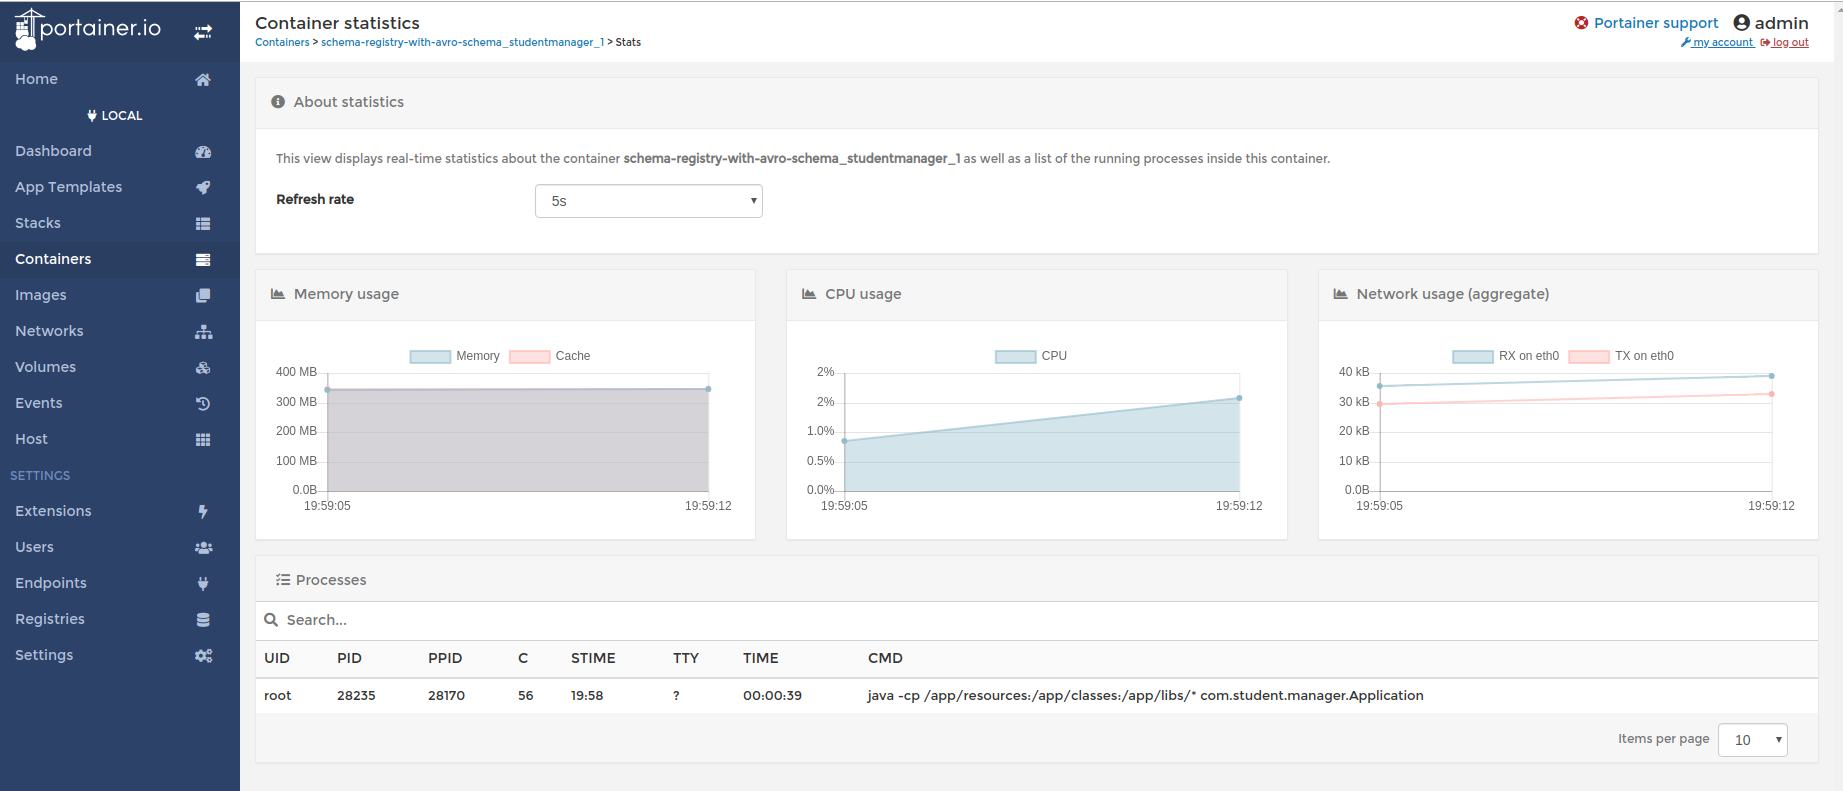 portainer.io
Home
LOCAL
Dashboard
App Templates
Stacks
Containers
Images
Networks
Volumes
Events
Host
SETTINGS
Extensions
Users
Endpoints
Registries
Settings
Container statistics
Containers > schema-registry-with-avro-schema_studentmanager_1 > Stats
Portainer support admin
my account log out
About statistics
This view displays real-time statistics about the container schema-registry-with-avro-schema_studentmanager_1 as well as a list of the running processes inside this container.
Refresh rate 5s
Memory usage
Memory Cache
400 MB
300 MB
200 MB
100 MB
0.0B
19:59:05 19:59:12
CPU usage
CPU
2%
2%
1.0%
0.5%
0.0%
19:59:05 19:59:12
Network usage (aggregate)
RX on eth0 TX on eth0
40 kB
30 kB
20 kB
10 kB
0.0B
19:59:05 19:59:12
Processes
Search...
UID PID PPID C STIME TTY TIME CMD
root 28235 28170 56 19:58 ? 00:00:39 java -cp /app/resources:/app/classes:/app/libs/* com.student.manager.Application
Items per page 10